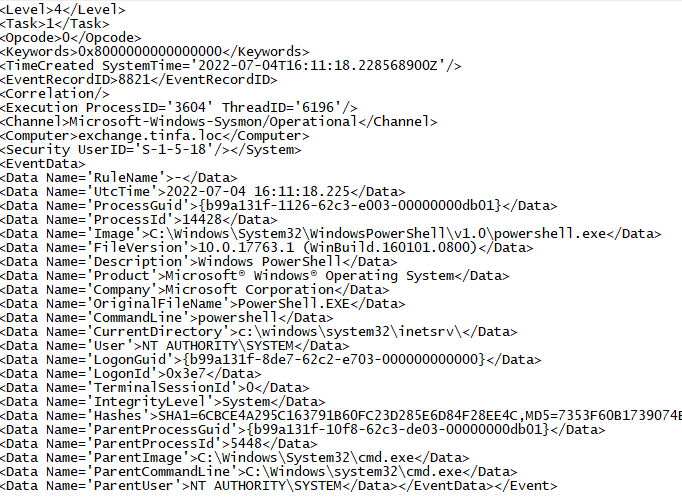 <Level>4</Level>
<Task>1</Task>
<Opcode>0</Opcode>
<Keywords>0x8000000000000000</Keywords>
<TimeCreated SystemTime='2022-07-04T16:11:18.228568900Z'/>
<EventRecordID>8821</EventRecordID>
<Correlation/>
<Execution ProcessID='3604' ThreadID='6196'/>
<Channel>Microsoft-Windows-Sysmon/Operational</Channel>
<Computer>exchange.tinfa.loc</Computer>
<Security UserID='S-1-5-18'/></System>
<EventData>
<Data Name='RuleName'>-</Data>
<Data Name='UtcTime'>2022-07-04 16:11:18.225</Data>
<Data Name='ProcessGuid'>{b99a131f-1126-62c3-e003-00000000db01}</Data>
<Data Name='ProcessId'>14428</Data>
<Data Name='Image'>C:\Windows\System32\WindowsPowerShell\v1.0\powershell.exe</Data>
<Data Name='FileVersion'>10.0.17763.1 (WinBuild.160101.0800)</Data>
<Data Name='Description'>Windows PowerShell</Data>
<Data Name='Product'>Microsoft® Windows® Operating System</Data>
<Data Name='Company'>Microsoft Corporation</Data>
<Data Name='OriginalFileName'>PowerShell.EXE</Data>
<Data Name='CommandLine'>powershell</Data>
<Data Name='CurrentDirectory'>c:\windows\system32\inetsrv\</Data>
<Data Name='User'>NT AUTHORITY\SYSTEM</Data>
<Data Name='LogonGuid'>{b99a131f-8de7-62c2-e703-000000000000}</Data>
<Data Name='LogonId'>0x3e7</Data>
<Data Name='TerminalSessionId'>0</Data>
<Data Name='IntegrityLevel'>System</Data>
<Data Name='Hashes'>SHA1=6CBCE4A295C163791B60FC23D285E6D84F28EE4C,MD5=7353F60B1739074E
<Data Name='ParentProcessGuid'>{b99a131f-10f8-62c3-de03-00000000db01}</Data>
<Data Name='ParentProcessId'>5448</Data>
<Data Name='ParentImage'>C:\Windows\System32\cmd.exe</Data>
<Data Name='ParentCommandLine'>C:\Windows\system32\cmd.exe</Data>
<Data Name='ParentUser'>NT AUTHORITY\SYSTEM</Data></EventData></Event>